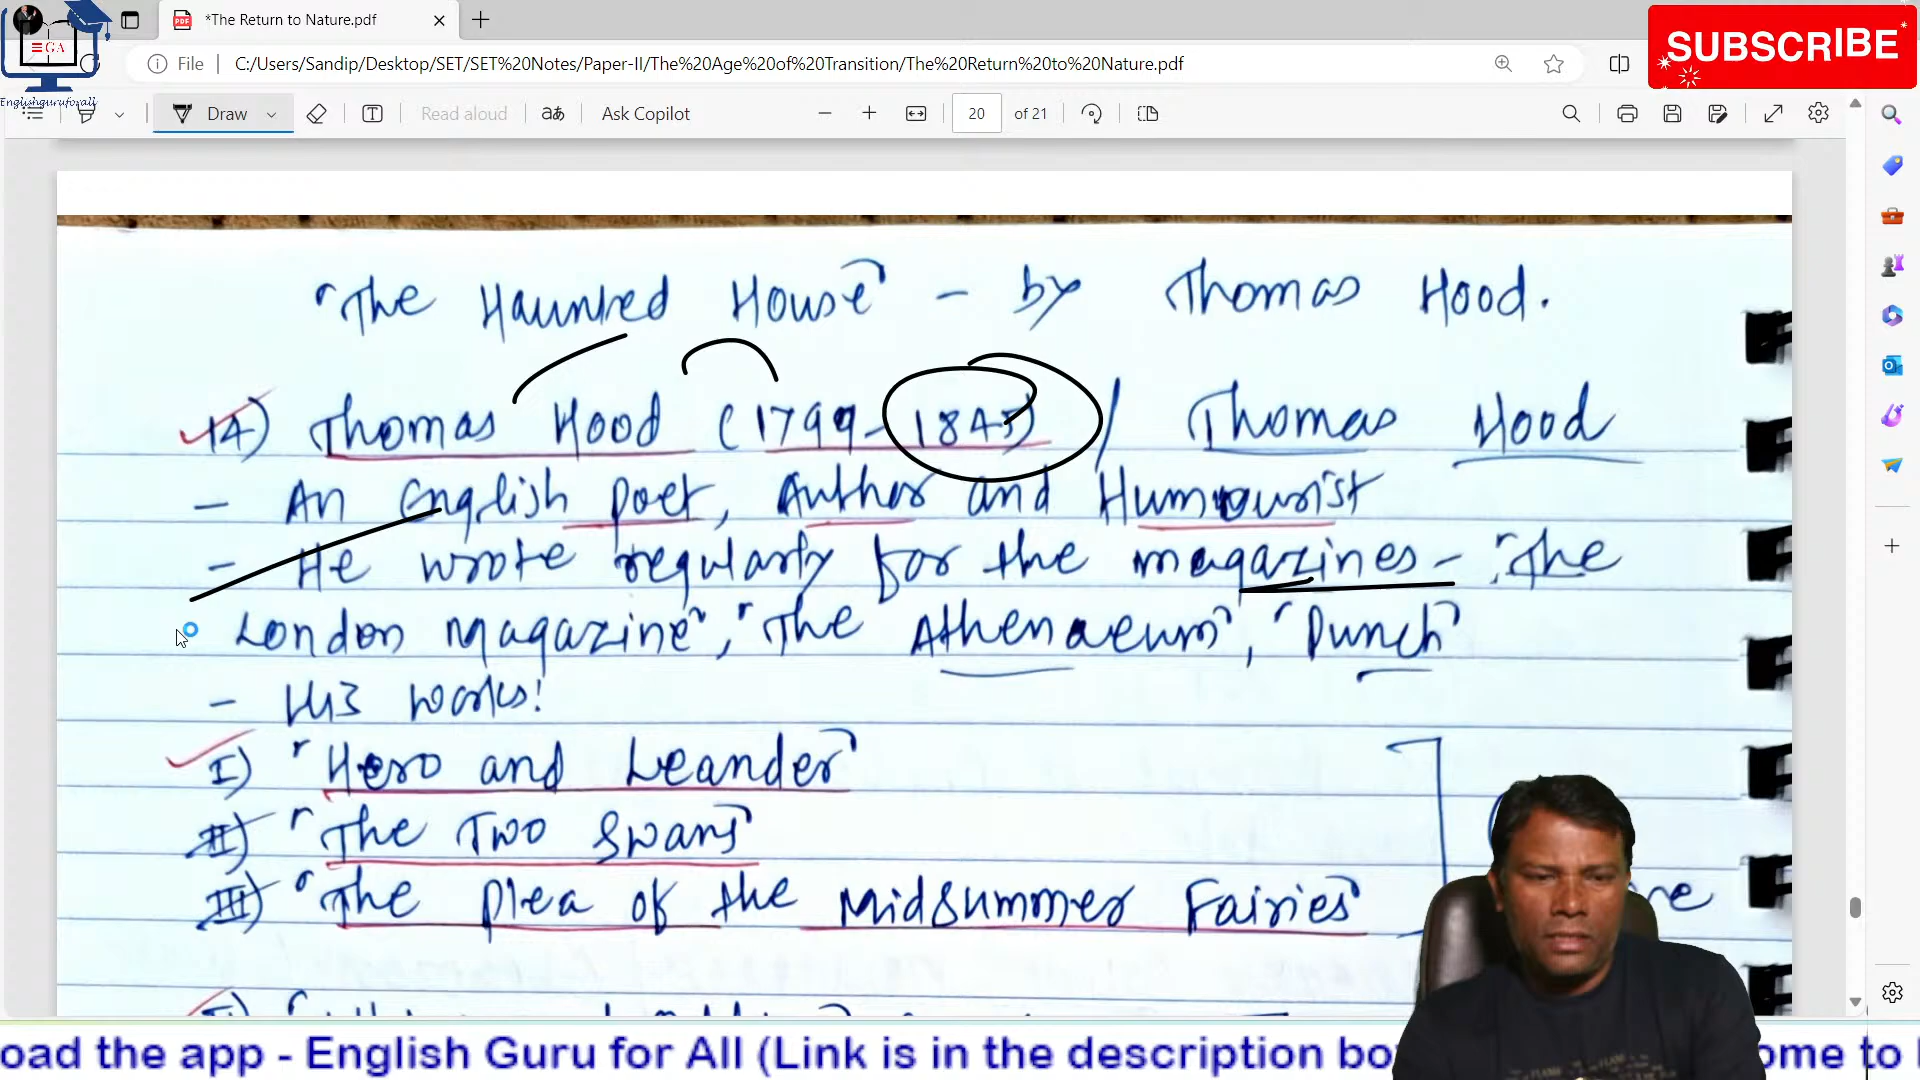 *The Return to Nature.pdf
SUBSCRIBE
≡GA
Englishguruforall
File
C:/Users/Sandip/Desktop/SET/SET%20Notes/Paper-II/The%20Age%20of%20Transition/The%20Return%20to%20Nature.pdf
Draw
Read aloud
Ask Copilot
20 of 21
"The Haunted House" - by Thomas Hood.
14) Thomas Hood (1799-1845) / Thomas Hood
- An English poet, Author and Humourist
- He wrote regularly for the magazines - "The
London Magazine", "The Athenaeum", "Punch"
- His works:
I) "Hero and Leander"
II) "The Two Swans"
III) "The Plea of the Midsummer Fairies"
oad the app - English Guru for All (Link is in the description bo
ome to